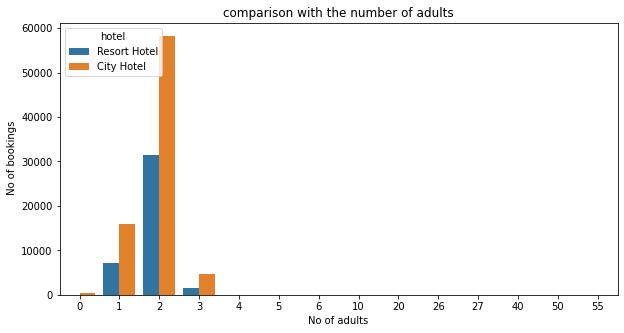 comparison with the number of adults
hotel
Resort Hotel
City Hotel
60000
50000
40000
30000
20000
10000
0
No of bookings
0 1 2 3 4 5 6 10 20 26 27 40 50 55
No of adults